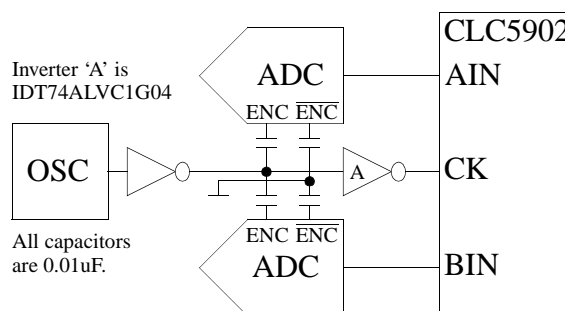 CLC5902
Inverter ‘A’ is
IDT74ALVC1G04
ADC
AIN
ENC ENC
OSC
A
CK
All capacitors
are 0.01uF.
ENC ENC
ADC
BIN